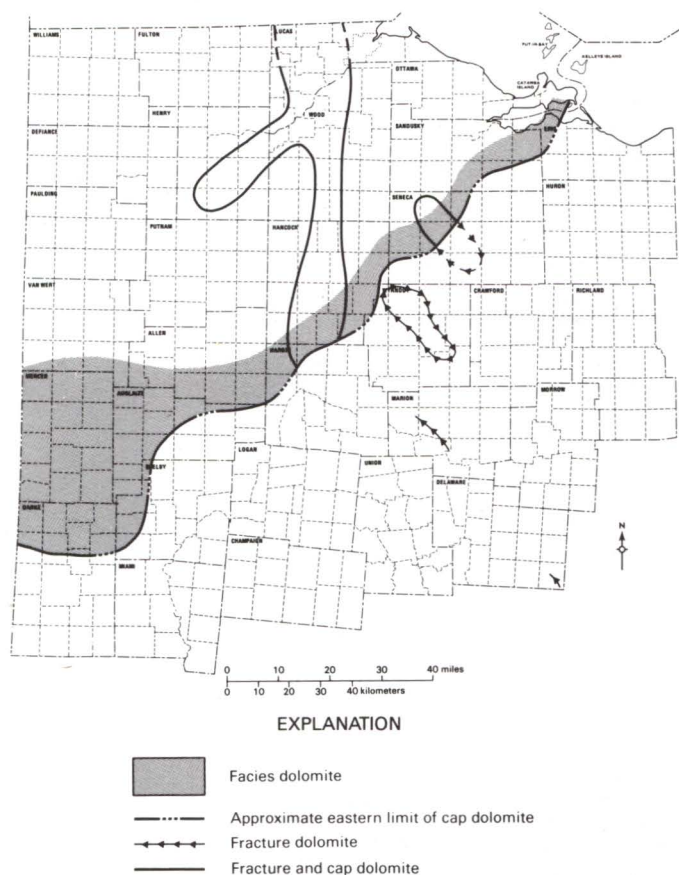 WILLIAMS
FULTON
LUCAS
PUT IN BAY
KELLEYS ISLAND
OTTAWA
CATAWBA
ISLAND
HENRY
WOOD
SANDUSKY
ERIE
DEFIANCE
PAULDING
SENECA
HURON
PUTNAM
HANCOCK
VAN WERT
WYANDOT
CRAWFORD
RICHLAND
ALLEN
HARDIN
MERCER
AUGLAIZE
MARION
MORROW
LOGAN
SHELBY
UNION
DELAWARE
DARKE
N
CHAMPAIGN
MIAMI
0 10 20 30 40 miles
0 10 20 30 40 kilometers
EXPLANATION
Facies dolomite
Approximate eastern limit of cap dolomite
Fracture dolomite
Fracture and cap dolomite